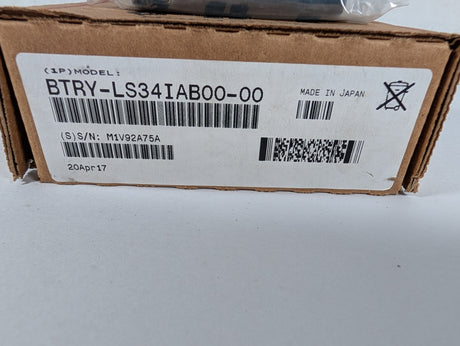 (1P)MODEL:
BTRY-LS34IAB00-00
MADE IN JAPAN
(S)S/N: M1V92A75A
20Apr17